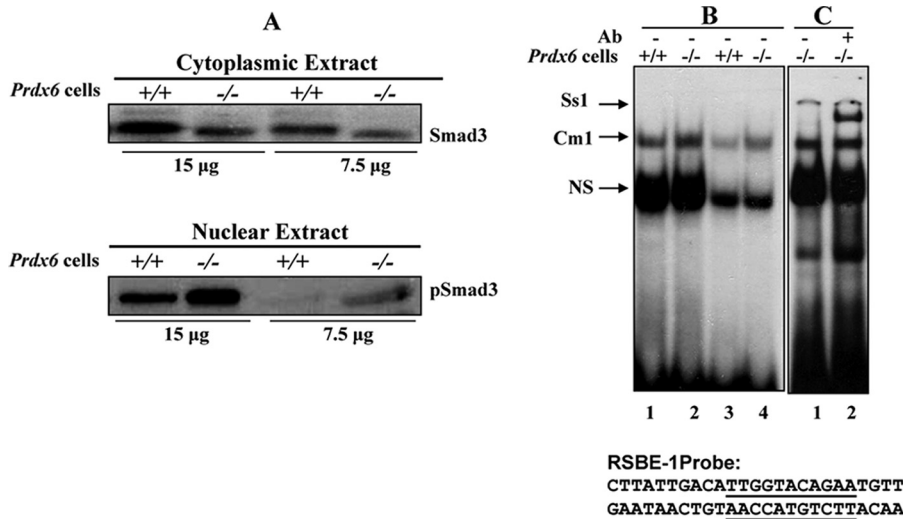 A
Cytoplasmic Extract
Prdx6 cells +/+ -/- +/+ -/-
Smad3
15 µg 7.5 µg
Nuclear Extract
Prdx6 cells +/+ -/- +/+ -/-
pSmad3
15 µg 7.5 µg
B C
Ab - - - - - +
Prdx6 cells +/+ -/- +/+ -/- -/- -/-
Ss1
Cm1
NS
1 2 3 4 1 2
RSBE-1Probe:
CTTATTGACATTGGTACAGAATGTT
GAATAACTGTAACCATGTCTTACAA